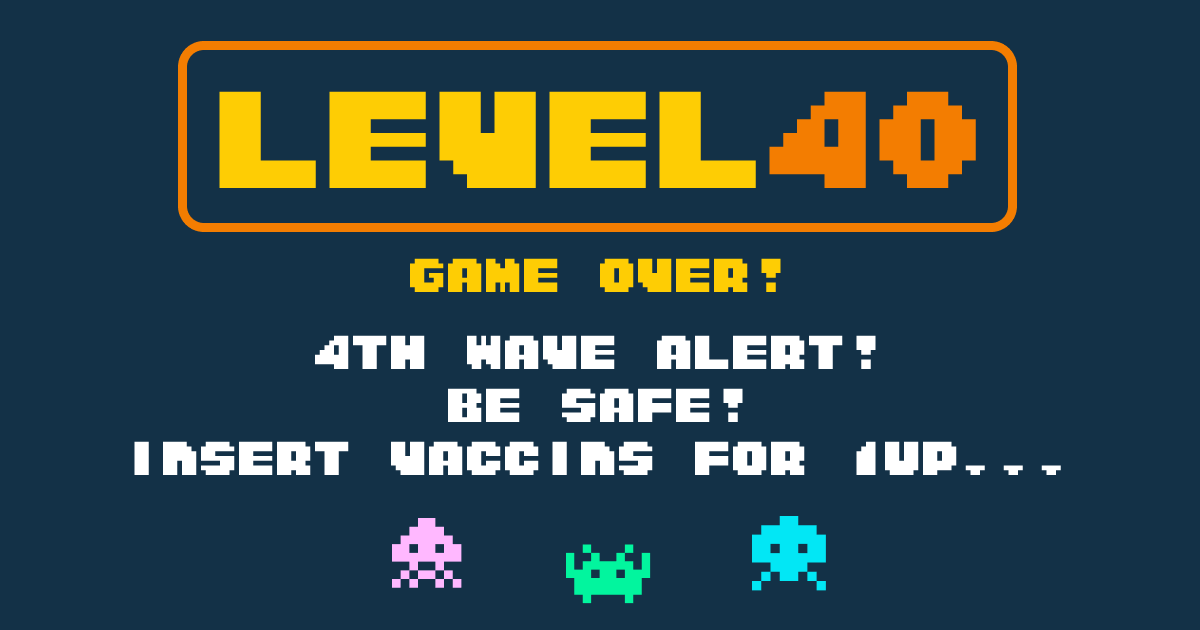 LEVEL40
GAME OVER!
4TH WAVE ALERT!
BE SAFE!
INSERT VACCINS FOR 1UP...